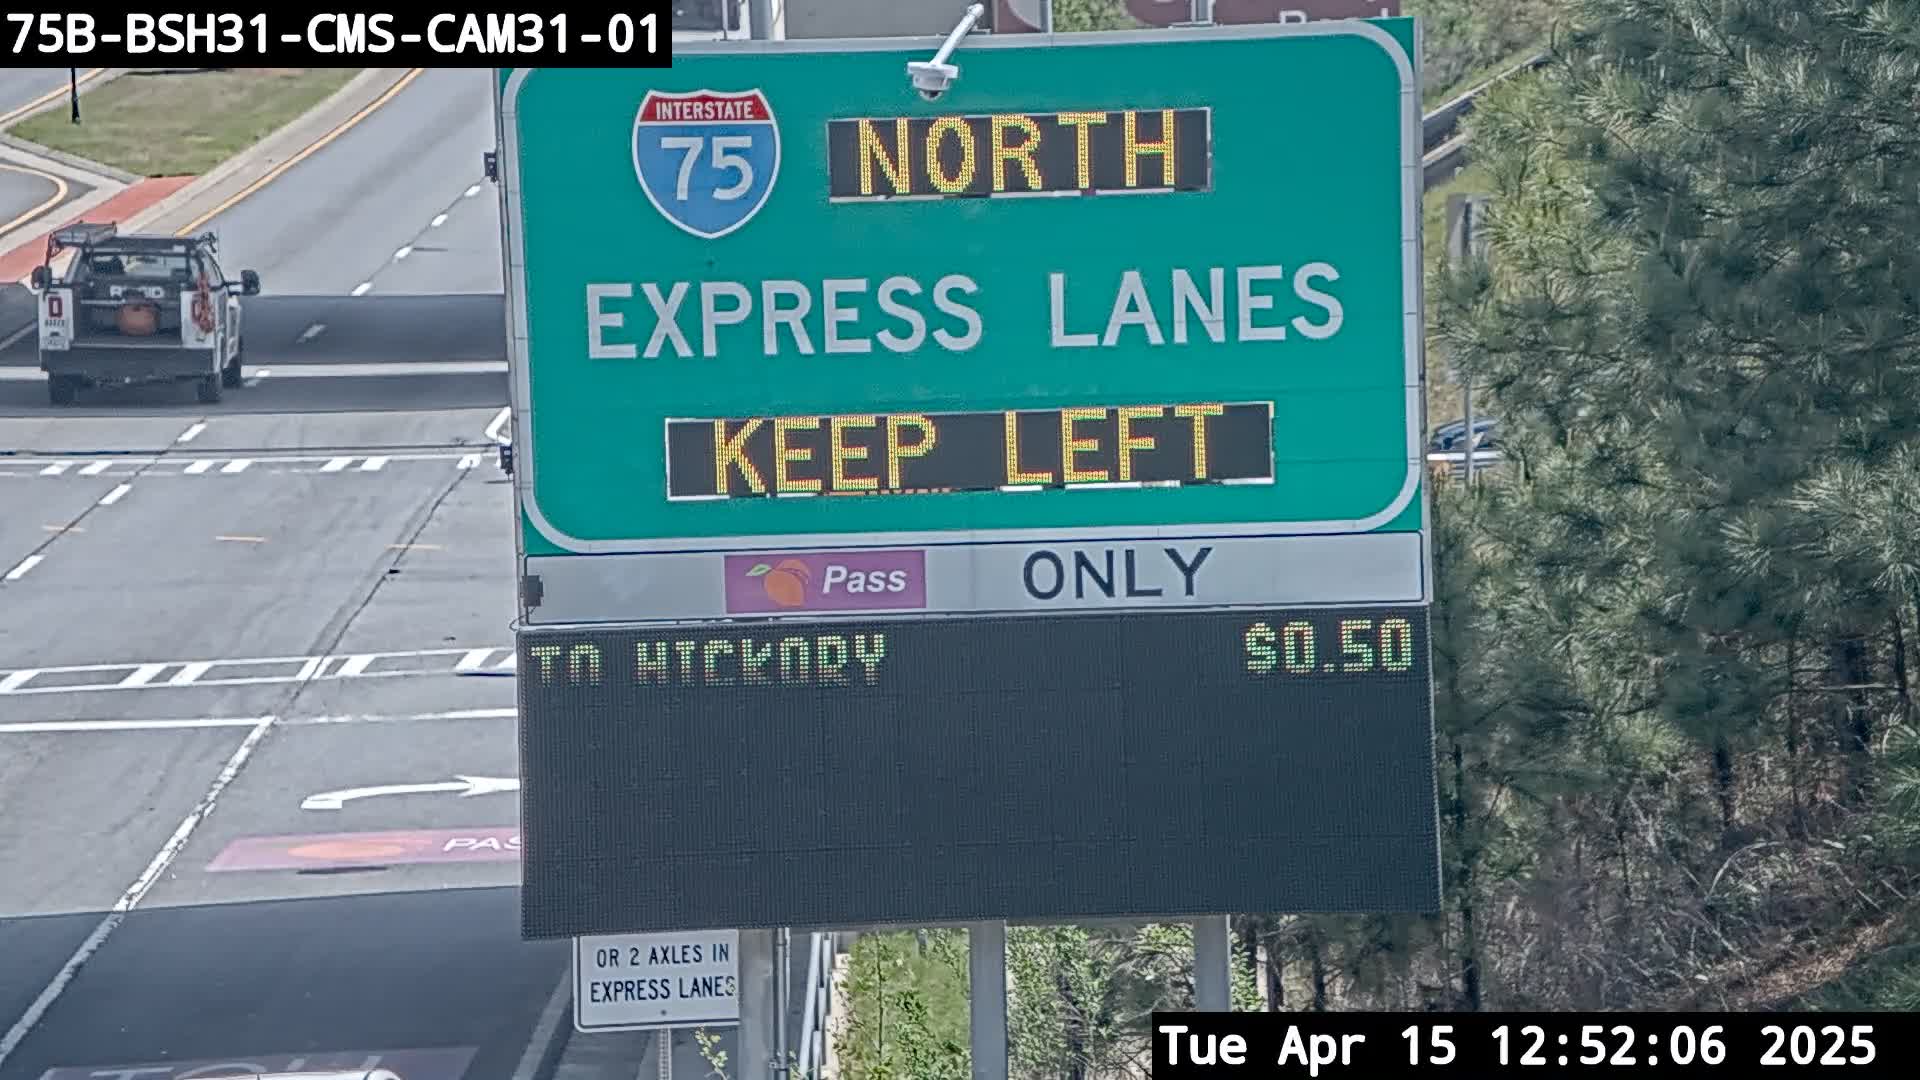 75B-BSH31-CMS-CAM31-01
INTERSTATE
75
NORTH
EXPRESS LANES
KEEP LEFT
Pass ONLY
TO HICKORY $0.50
OR 2 AXLES IN
EXPRESS LANES
Tue Apr 15 12:52:06 2025